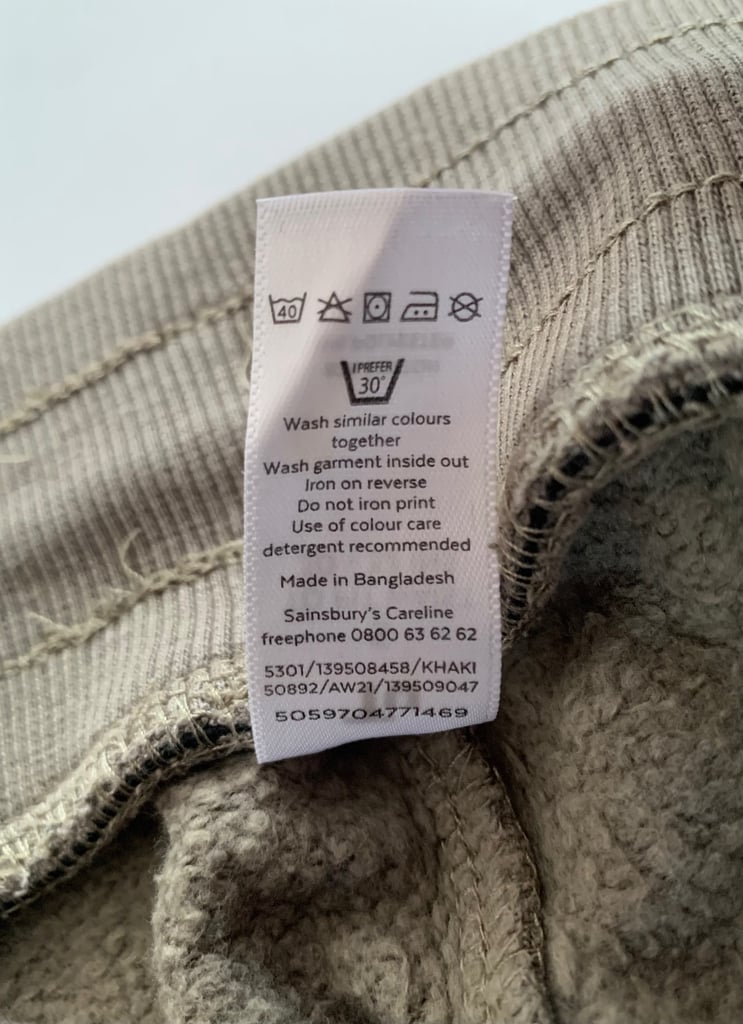 40
I PREFER
30°
Wash similar colours
together
Wash garment inside out
Iron on reverse
Do not iron print
Use of colour care
detergent recommended
Made in Bangladesh
Sainsbury's Careline
freephone 0800 63 62 62
5301/139508458/KHAKI
50892/AW21/139509047
5059704771469